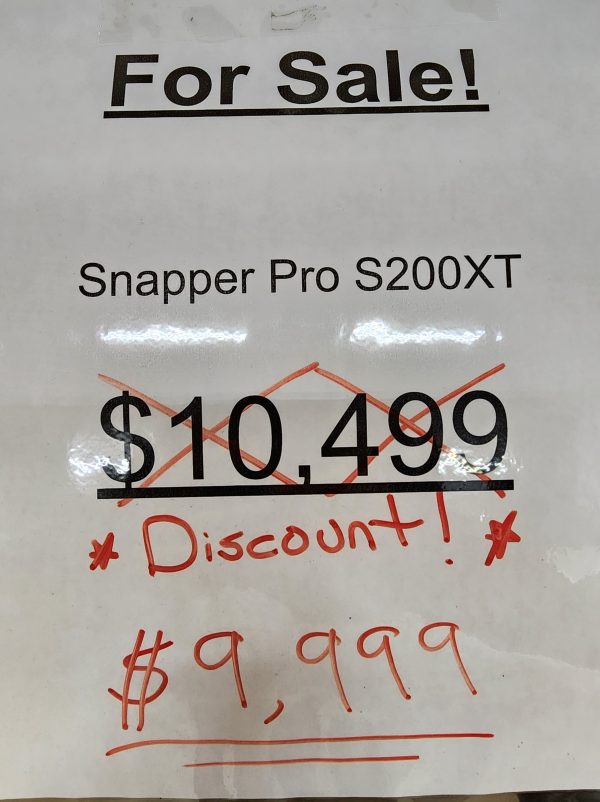 For Sale!
Snapper Pro S200XT
$10,499
* Discount! *
$9,999